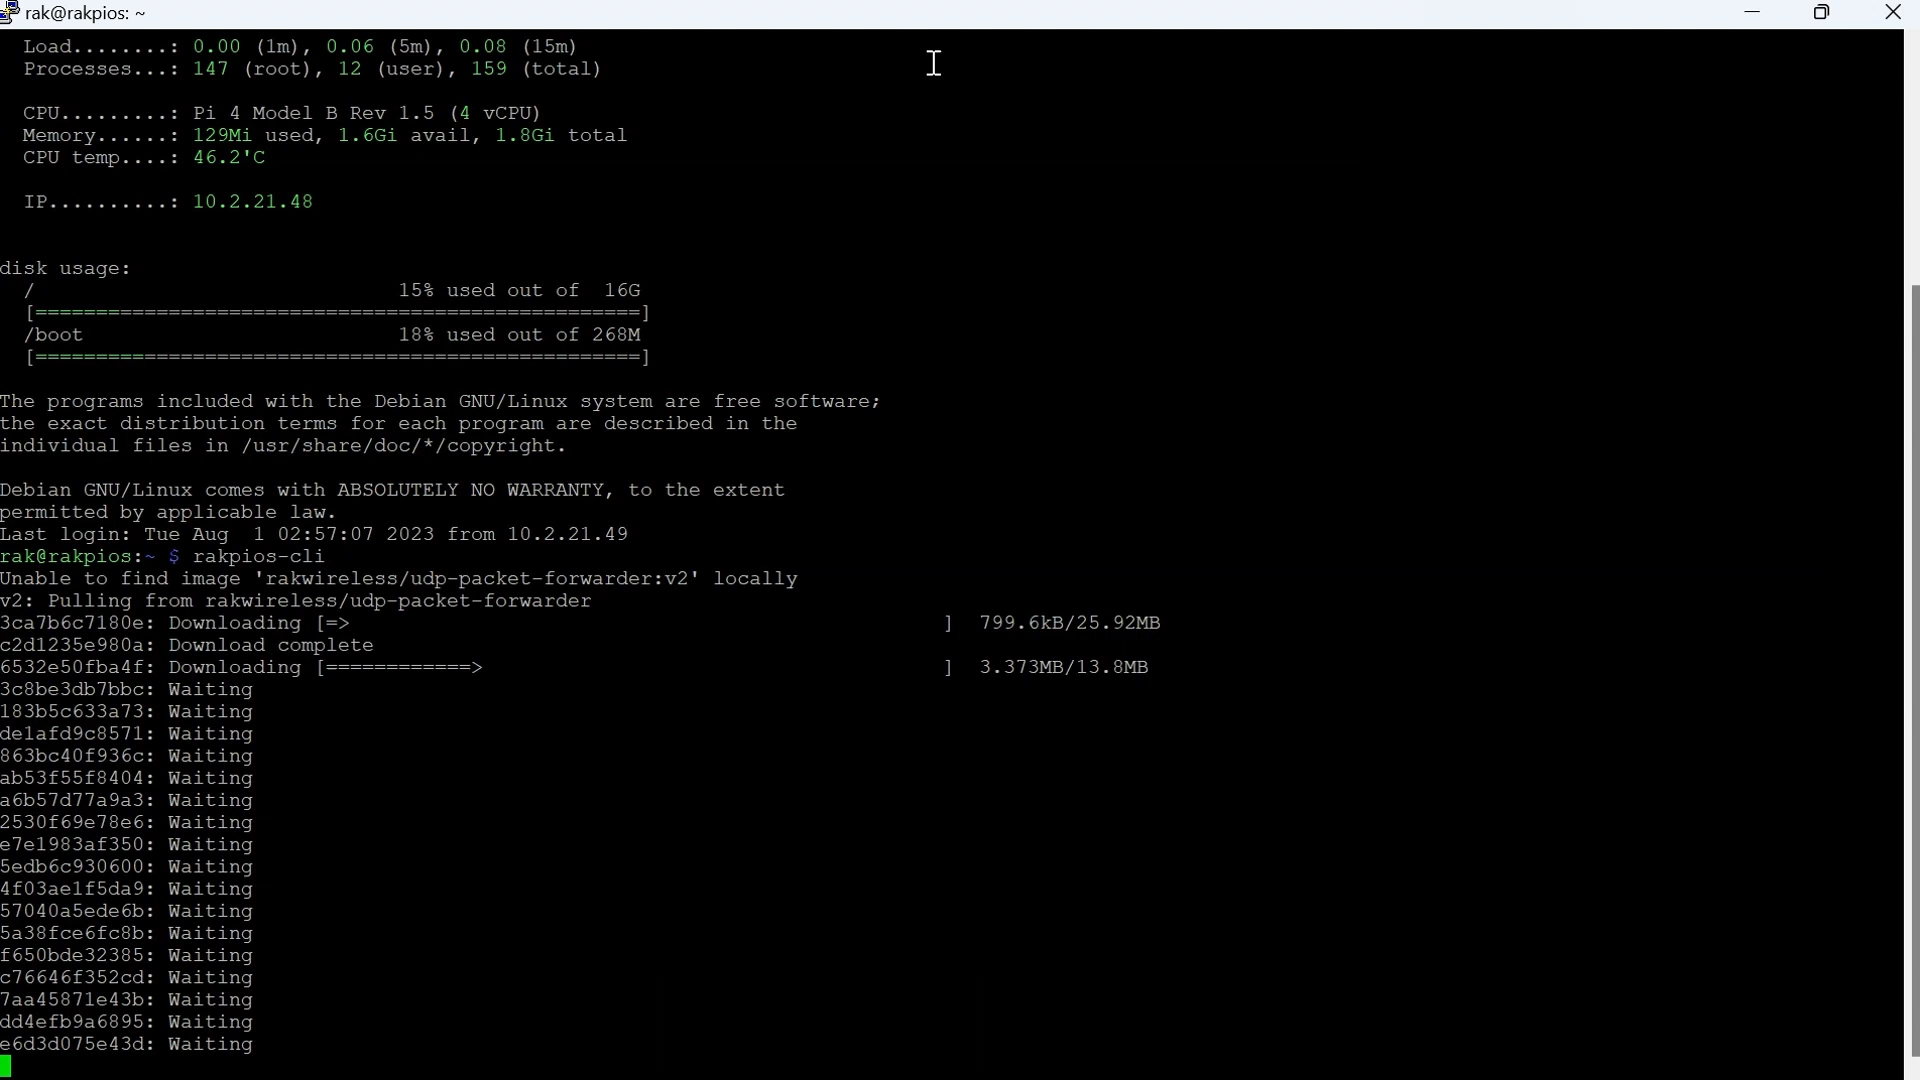 rak@rakpios: ~
Load........: 0.00 (1m), 0.06 (5m), 0.08 (15m)
Processes...: 147 (root), 12 (user), 159 (total)
CPU.........: Pi 4 Model B Rev 1.5 (4 vCPU)
Memory......: 129Mi used, 1.6Gi avail, 1.8Gi total
CPU temp....: 46.2'C
IP..........: 10.2.21.48
disk usage:
/ 15% used out of 16G
[==================================================]
/boot 18% used out of 268M
[==================================================]
The programs included with the Debian GNU/Linux system are free software;
the exact distribution terms for each program are described in the
individual files in /usr/share/doc/*/copyright.
Debian GNU/Linux comes with ABSOLUTELY NO WARRANTY, to the extent
permitted by applicable law.
Last login: Tue Aug  1 02:57:07 2023 from 10.2.21.49
rak@rakpios:~ $ rakpios-cli
Unable to find image 'rakwireless/udp-packet-forwarder:v2' locally
v2: Pulling from rakwireless/udp-packet-forwarder
3ca7b6c7180e: Downloading [=> ] 799.6kB/25.92MB
c2d1235e980a: Download complete
6532e50fba4f: Downloading [============> ] 3.373MB/13.8MB
3c8be3db7bbc: Waiting
183b5c633a73: Waiting
de1afd9c8571: Waiting
863bc40f936c: Waiting
ab53f55f8404: Waiting
a6b57d77a9a3: Waiting
2530f69e78e6: Waiting
e7e1983af350: Waiting
5edb6c930600: Waiting
4f03ae1f5da9: Waiting
57040a5ede6b: Waiting
5a38fce6fc8b: Waiting
f650bde32385: Waiting
c76646f352cd: Waiting
7aa45871e43b: Waiting
dd4efb9a6895: Waiting
e6d3d075e43d: Waiting